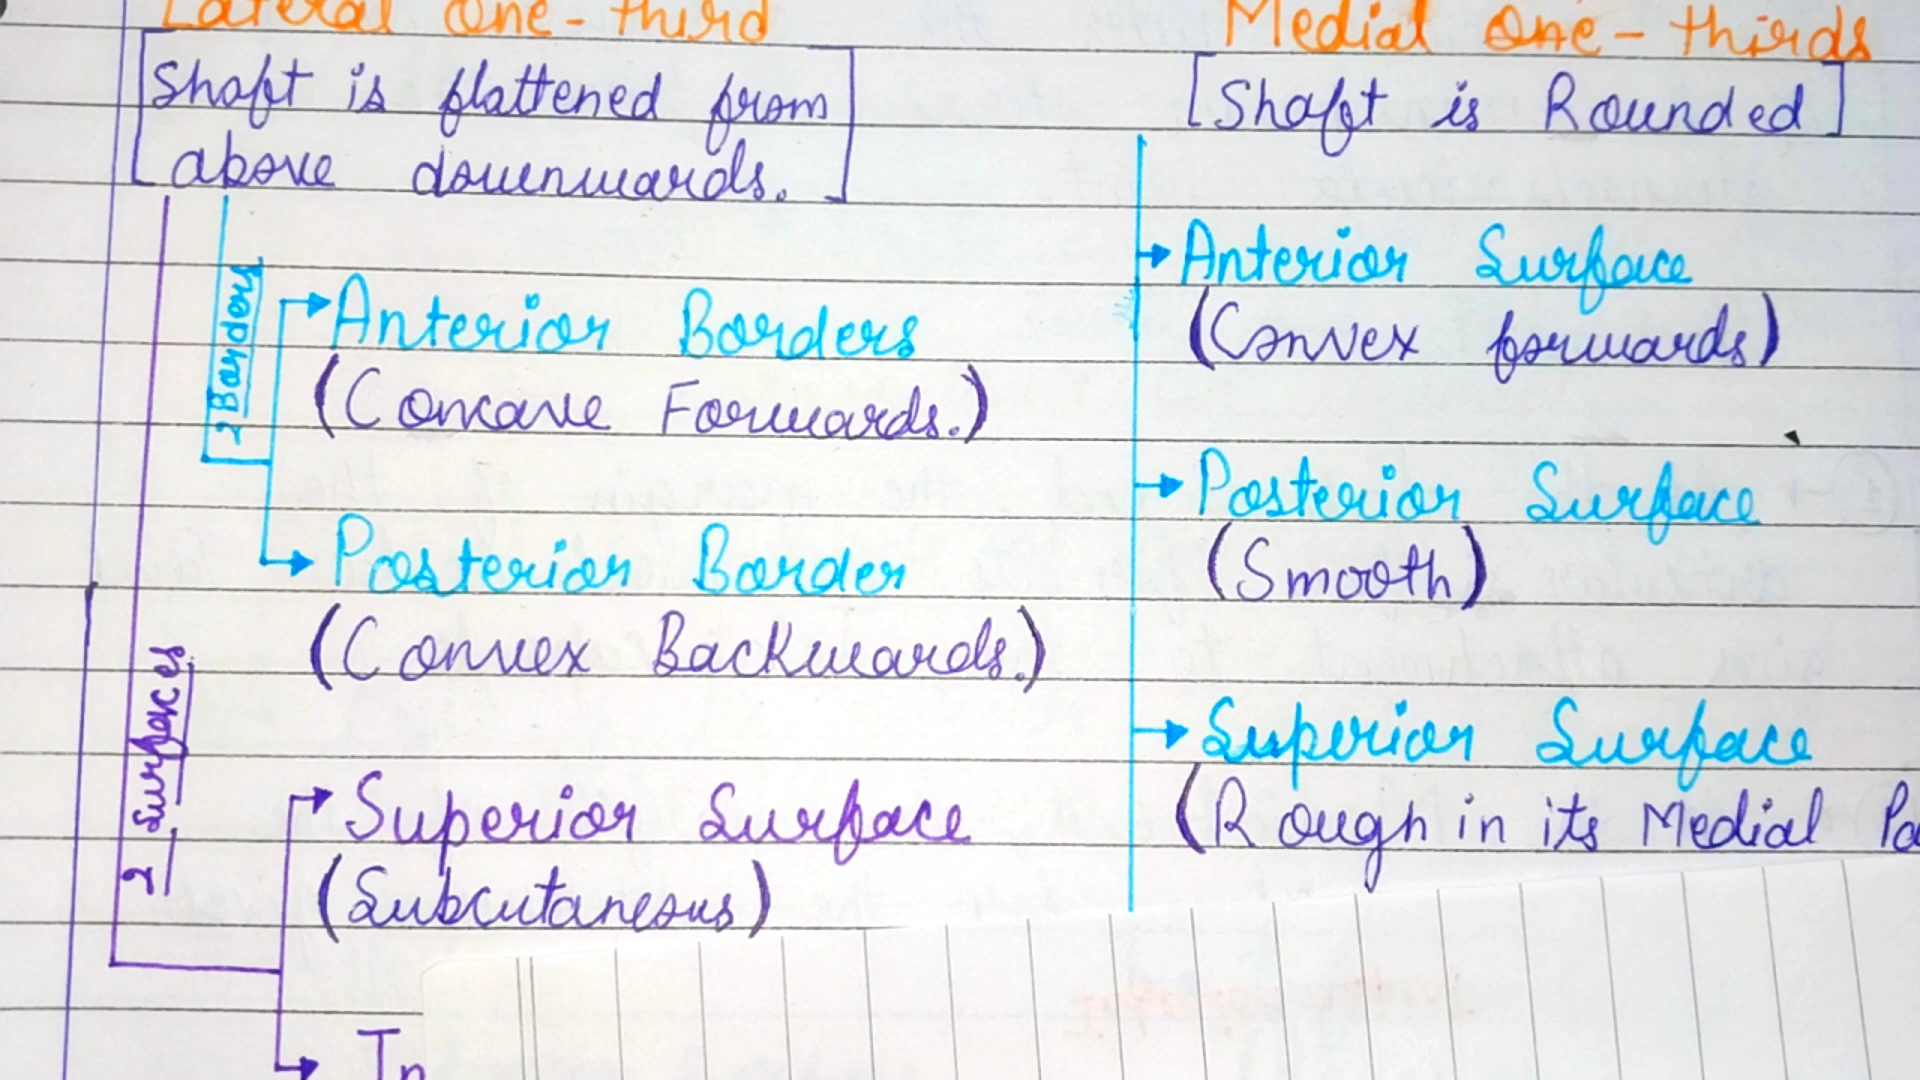 Lateral One-third
[Shaft is flattened from
above downwards.]
2 Borders
Anterior Borders
(Concave Forwards.)
Posterior Border
(Convex Backwards.)
2 Surfaces
Superior Surface
(Subcutaneous)
In
Medial One-thirds
[Shaft is Rounded]
Anterior Surface
(Convex forwards)
Posterior Surface
(Smooth)
Superior Surface
(Rough in its Medial Pa